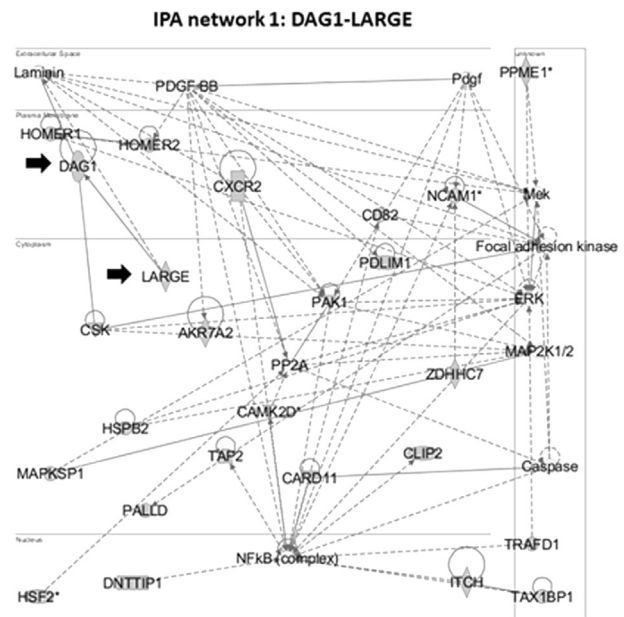 IPA network 1: DAG1-LARGE
Extracellular Space
unknown
Laminin
PDGF BB
Pdgf
PPME1*
Plasma Membrane
HOMER1
HOMER2
DAG1
CXCR2
NCAM1*
Mek
CD82
Cytoplasm
Focal adhesion kinase
PDLIM1
LARGE
PAK1
ERK
CSK
AKR7A2
MAP2K1/2
PP2A
ZDHHC7
CAMK2D*
HSPB2
TAP2
CLIP2
MAPKSP1
CARD11
Caspase
PALLD
Nucleus
TRAFD1
NFkB (complex)
DNTTIP1
ITCH
HSF2*
TAX1BP1